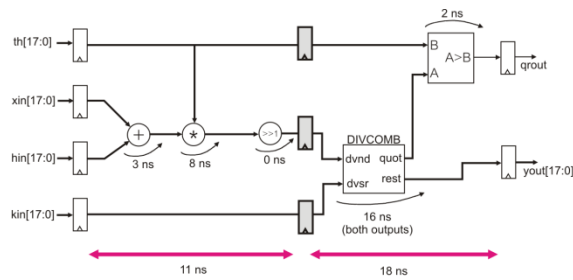 2 ns
th[17:0]
B
A>B
A
qrout
xin[17:0]
+
*
>>1
3 ns
8 ns
0 ns
hin[17:0]
DIVCOMB
dvnd
quot
rest
dvsr
yout[17:0]
16 ns
(both outputs)
kin[17:0]
11 ns
18 ns